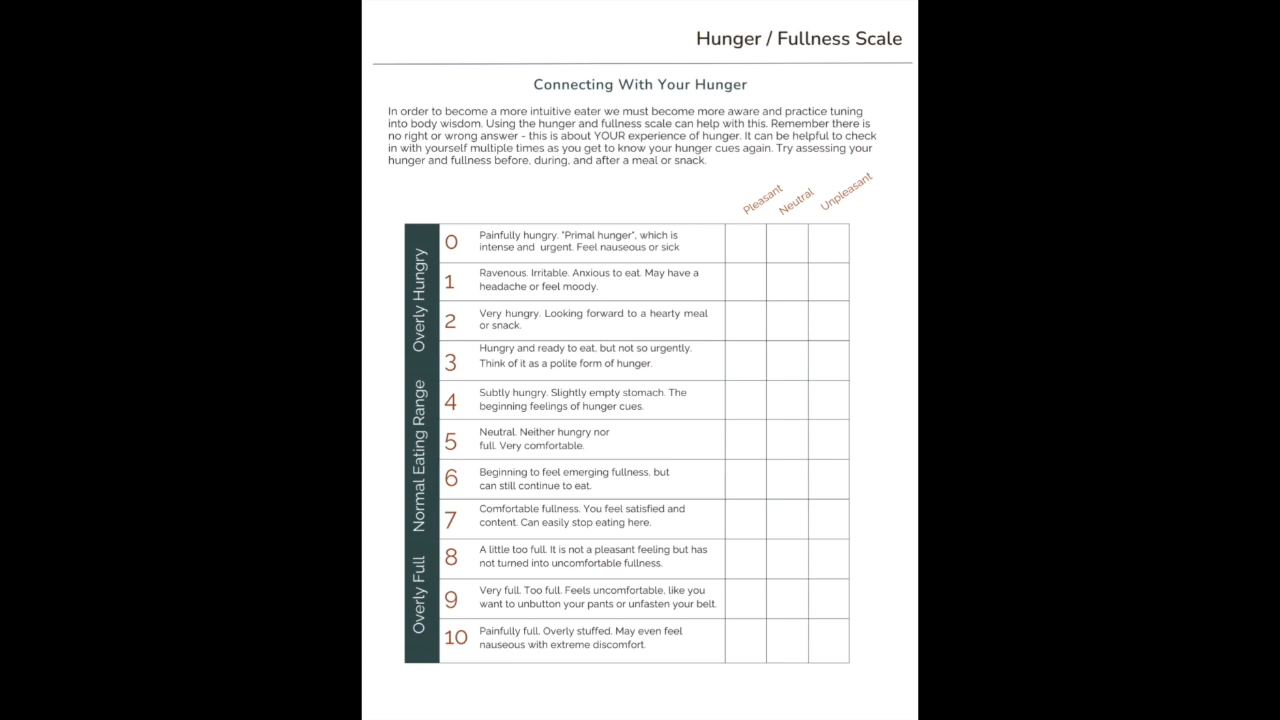 Hunger / Fullness Scale
Connecting With Your Hunger
In order to become a more intuitive eater we must become more aware and practice tuning
into body wisdom. Using the hunger and fullness scale can help with this. Remember there is
no right or wrong answer - this is about YOUR experience of hunger. It can be helpful to check
in with yourself multiple times as you get to know your hunger cues again. Try assessing your
hunger and fullness before, during, and after a meal or snack.
Pleasant
Neutral
Unpleasant
Overly Hungry
0
Painfully hungry. "Primal hunger", which is
intense and urgent. Feel nauseous or sick
1
Ravenous. Irritable. Anxious to eat. May have a
headache or feel moody.
2
Very hungry. Looking forward to a hearty meal
or snack.
3
Hungry and ready to eat, but not so urgently.
Think of it as a polite form of hunger.
Normal Eating Range
4
Subtly hungry. Slightly empty stomach. The
beginning feelings of hunger cues.
5
Neutral. Neither hungry nor
full. Very comfortable.
6
Beginning to feel emerging fullness, but
can still continue to eat.
7
Comfortable fullness. You feel satisfied and
content. Can easily stop eating here.
Overly Full
8
A little too full. It is not a pleasant feeling but has
not turned into uncomfortable fullness.
9
Very full. Too full. Feels uncomfortable, like you
want to unbutton your pants or unfasten your belt.
10
Painfully full. Overly stuffed. May even feel
nauseous with extreme discomfort.